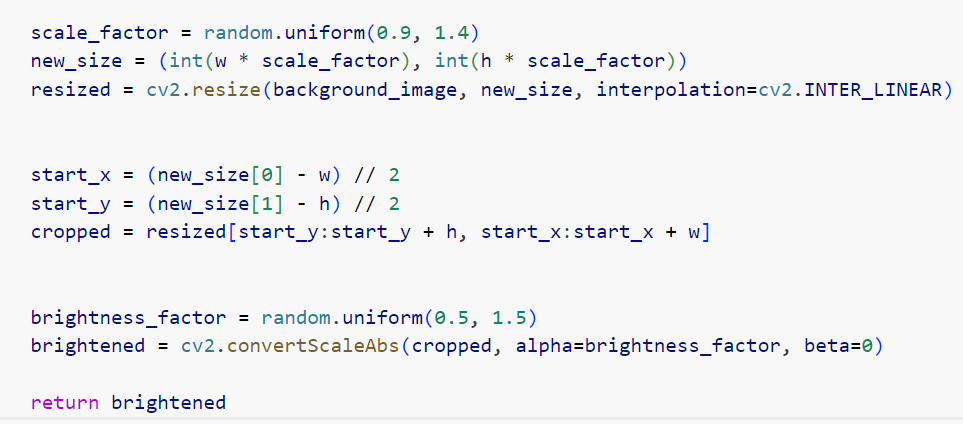 scale_factor = random.uniform(0.9, 1.4)
new_size = (int(w * scale_factor), int(h * scale_factor))
resized = cv2.resize(background_image, new_size, interpolation=cv2.INTER_LINEAR)
start_x = (new_size[0] - w) // 2
start_y = (new_size[1] - h) // 2
cropped = resized[start_y:start_y + h, start_x:start_x + w]
brightness_factor = random.uniform(0.5, 1.5)
brightened = cv2.convertScaleAbs(cropped, alpha=brightness_factor, beta=0)
return brightened